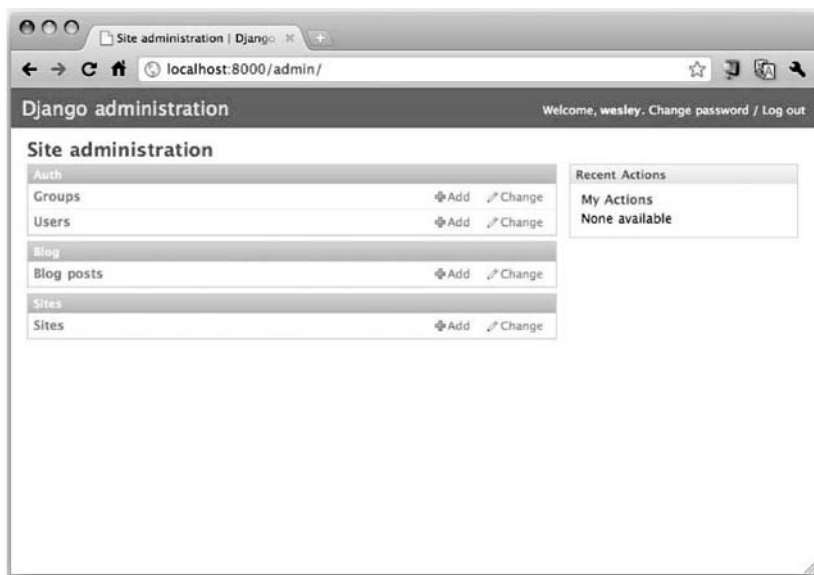 Site administration | Django
localhost:8000/admin/
Django administration
Welcome, wesley. Change password / Log out
Site administration
Auth
Groups Add Change
Users Add Change
Blog
Blog posts Add Change
Sites
Sites Add Change
Recent Actions
My Actions
None available